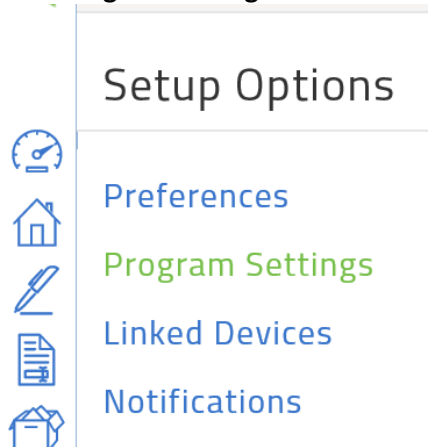 Setup Options
Preferences
Program Settings
Linked Devices
Notifications